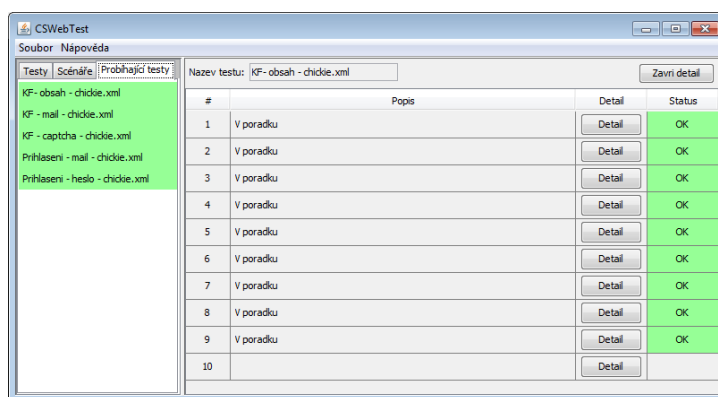 CSWebTest
Soubor Nápověda
Testy Scénáře Probíhající testy
KF- obsah - chickie.xml
KF - mail - chickie.xml
KF - captcha - chickie.xml
Prihlaseni - mail - chickie.xml
Prihlaseni - heslo - chickie.xml
Nazev testu: KF- obsah - chickie.xml Zavri detail
# Popis Detail Status
1 V poradku Detail OK
2 V poradku Detail OK
3 V poradku Detail OK
4 V poradku Detail OK
5 V poradku Detail OK
6 V poradku Detail OK
7 V poradku Detail OK
8 V poradku Detail OK
9 V poradku Detail OK
10 Detail